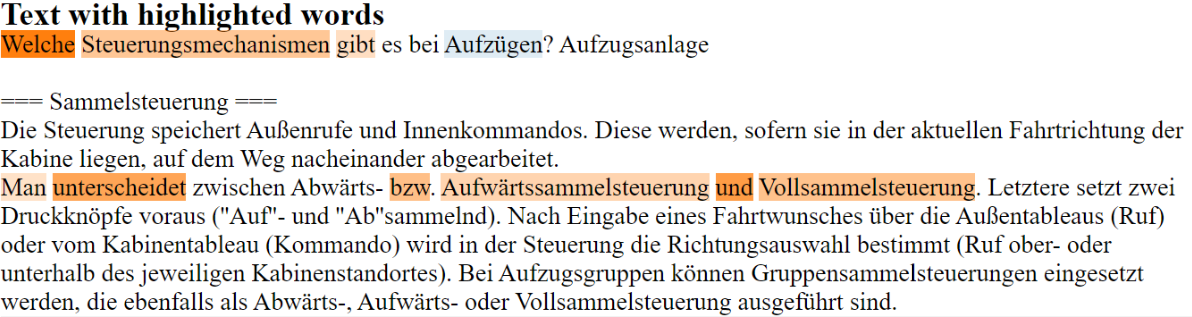 Text with highlighted words
Welche Steuerungsmechanismen gibt es bei Aufzügen? Aufzugsanlage
=== Sammelsteuerung ===
Die Steuerung speichert Außenrufe und Innenkommandos. Diese werden, sofern sie in der aktuellen Fahrtrichtung der
Kabine liegen, auf dem Weg nacheinander abgearbeitet.
Man unterscheidet zwischen Abwärts- bzw. Aufwärtssammelsteuerung und Vollsammelsteuerung. Letztere setzt zwei
Druckknöpfe voraus ("Auf"- und "Ab"sammelnd). Nach Eingabe eines Fahrtwunsches über die Außentableaus (Ruf)
oder vom Kabinentableau (Kommando) wird in der Steuerung die Richtungsauswahl bestimmt (Ruf ober- oder
unterhalb des jeweiligen Kabinenstandortes). Bei Aufzugsgruppen können Gruppensammelsteuerungen eingesetzt
werden, die ebenfalls als Abwärts-, Aufwärts- oder Vollsammelsteuerung ausgeführt sind.